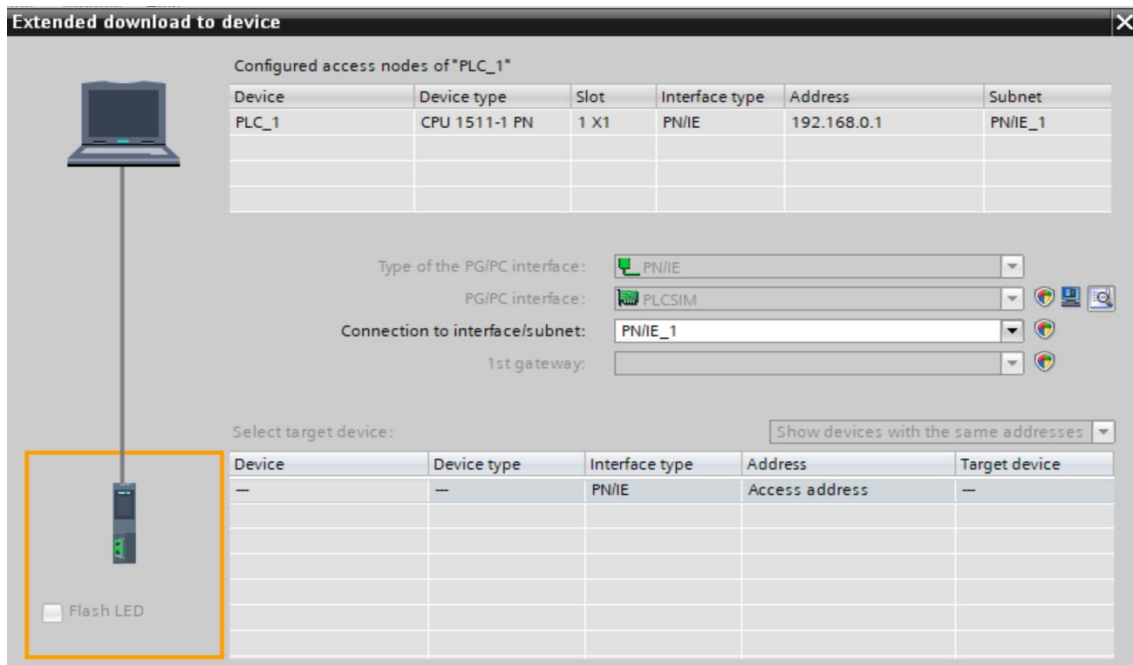 Extended download to device
Configured access nodes of "PLC_1"
Device Device type Slot Interface type Address Subnet
PLC_1 CPU 1511-1 PN 1 X1 PN/IE 192.168.0.1 PN/IE_1
Type of the PG/PC interface: PN/IE
PG/PC interface: PLCSIM
Connection to interface/subnet: PN/IE_1
1st gateway:
Select target device: Show devices with the same addresses
Device Device type Interface type Address Target device
— — PN/IE Access address —
Flash LED